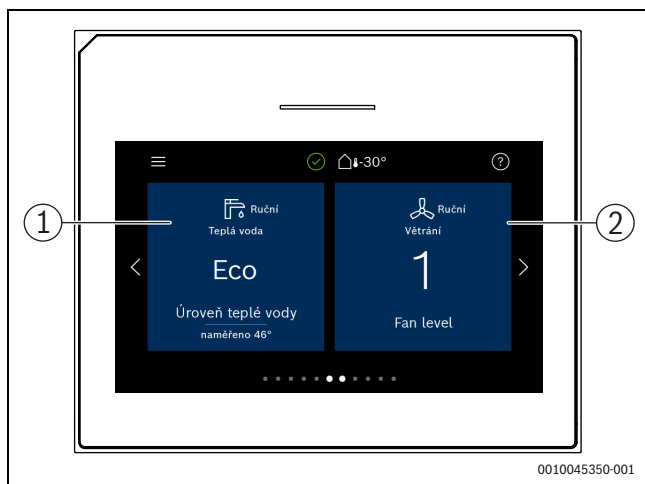 -30°
?
1
Ruční
Teplá voda
Eco
Úroveň teplé vody
naměřeno 46°
Ruční
Větrání
1
Fan level
2
0010045350-001